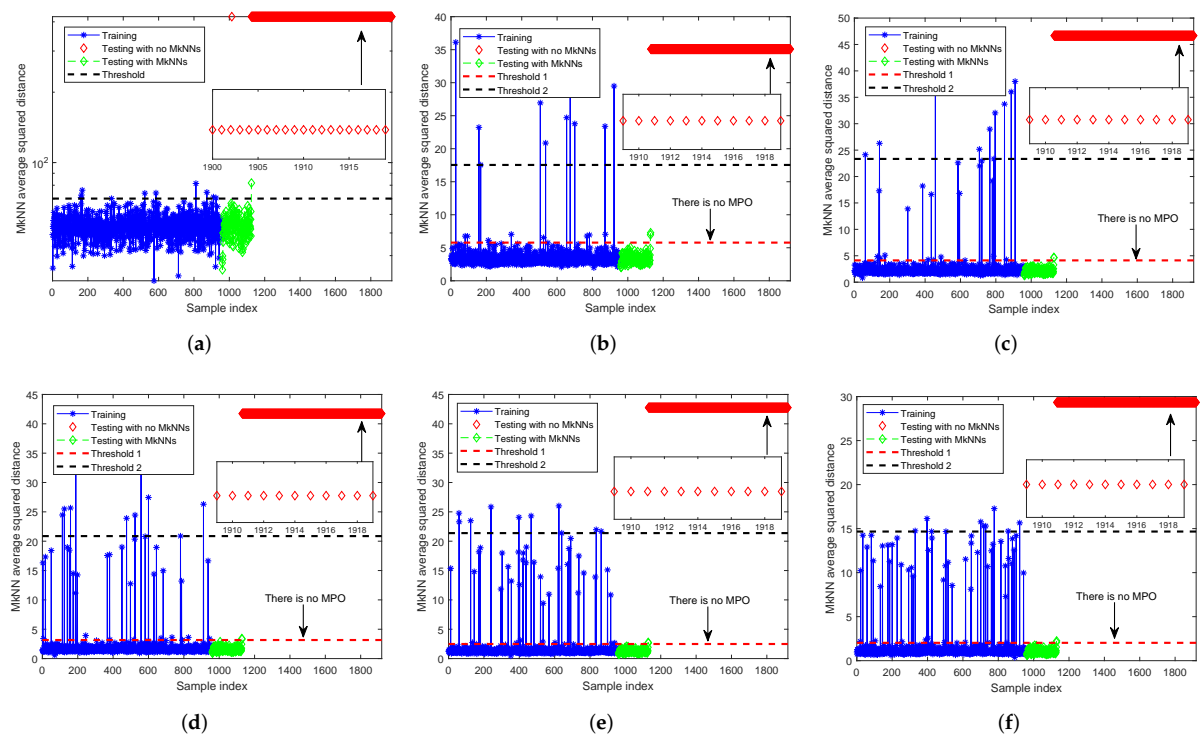 Training
Testing with no MkNNs
Testing with MkNNs
Threshold
10²
MkNN average squared distance
1900 1905 1910 1915
0 200 400 600 800 1000 1200 1400 1600 1800
Sample index
(a)
40
35
30
25
20
15
10
5
0
MkNN average squared distance
Training
Testing with no MkNNs
Testing with MkNNs
Threshold 1
Threshold 2
1910 1912 1914 1916 1918
There is no MPO
0 200 400 600 800 1000 1200 1400 1600 1800
Sample index
(b)
50
45
40
35
30
25
20
15
10
5
0
MkNN average squared distance
Training
Testing with no MkNNs
Testing with MkNNs
Threshold 1
Threshold 2
1910 1912 1914 1916 1918
There is no MPO
0 200 400 600 800 1000 1200 1400 1600 1800
Sample index
(c)
45
40
35
30
25
20
15
10
5
0
MkNN average squared distance
Training
Testing with no MkNNs
Testing with MkNNs
Threshold 1
Threshold 2
1910 1912 1914 1916 1918
There is no MPO
0 200 400 600 800 1000 1200 1400 1600 1800
Sample index
(d)
45
40
35
30
25
20
15
10
5
0
MkNN average squared distance
Training
Testing with no MkNNs
Testing with MkNNs
Threshold 1
Threshold 2
1910 1912 1914 1916 1918
There is no MPO
0 200 400 600 800 1000 1200 1400 1600 1800
Sample index
(e)
30
25
20
15
10
5
0
MkNN average squared distance
Training
Testing with no MkNNs
Testing with MkNNs
Threshold 1
Threshold 2
1910 1912 1914 1916 1918
There is no MPO
0 200 400 600 800 1000 1200 1400 1600 1800
Sample index
(f)